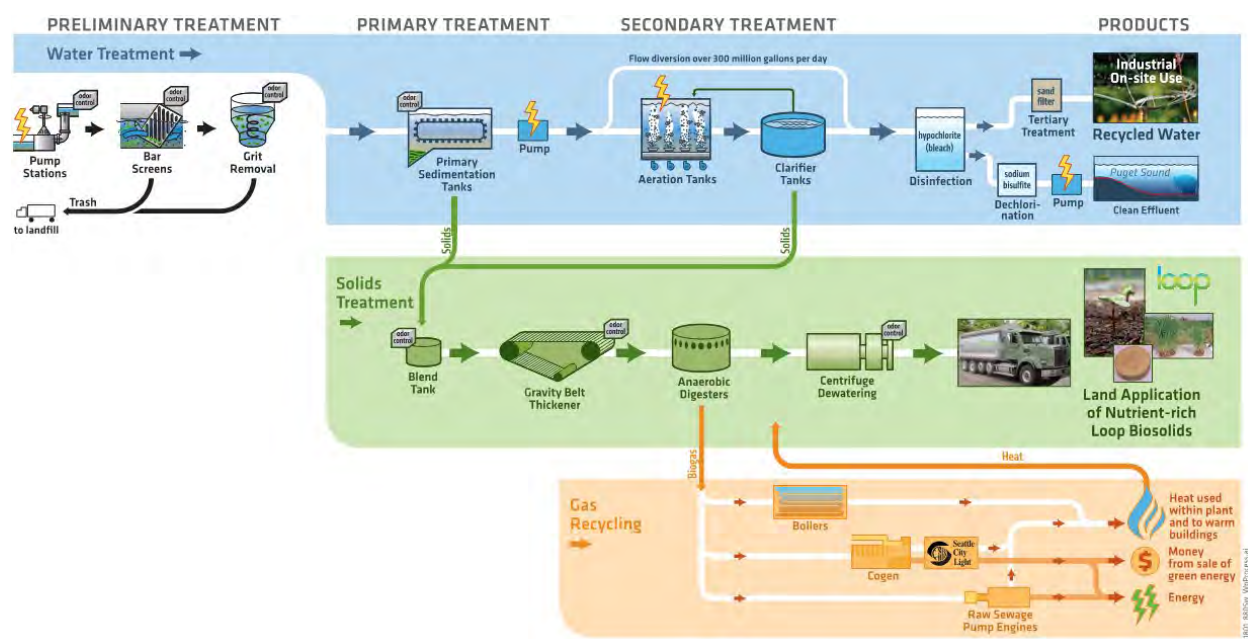 PRELIMINARY TREATMENT
PRIMARY TREATMENT
SECONDARY TREATMENT
PRODUCTS
Water Treatment
Flow diversion over 300 million gallons per day
odor
control
odor
control
odor
control
Pump
Stations
Bar
Screens
Grit
Removal
Trash
to landfill
odor
control
Primary
Sedimentation
Tanks
Pump
Aeration Tanks
Clarifier
Tanks
hypochlorite
(bleach)
Disinfection
sand
filter
Tertiary
Treatment
Industrial
On-site Use
Recycled Water
sodium
bisulfite
Dechlori-
nation
Pump
Puget Sound
Clean Effluent
Solids
Solids
Solids
Treatment
odor
control
Blend
Tank
odor
control
Gravity Belt
Thickener
Anaerobic
Digesters
odor
control
Centrifuge
Dewatering
loop
Land Application
of Nutrient-rich
Loop Biosolids
Biogas
Heat
Gas
Recycling
Boilers
Cogen
Seattle
City
Light
Raw Sewage
Pump Engines
Heat used
within plant
and to warm
buildings
$
Money
from sale of
green energy
Energy